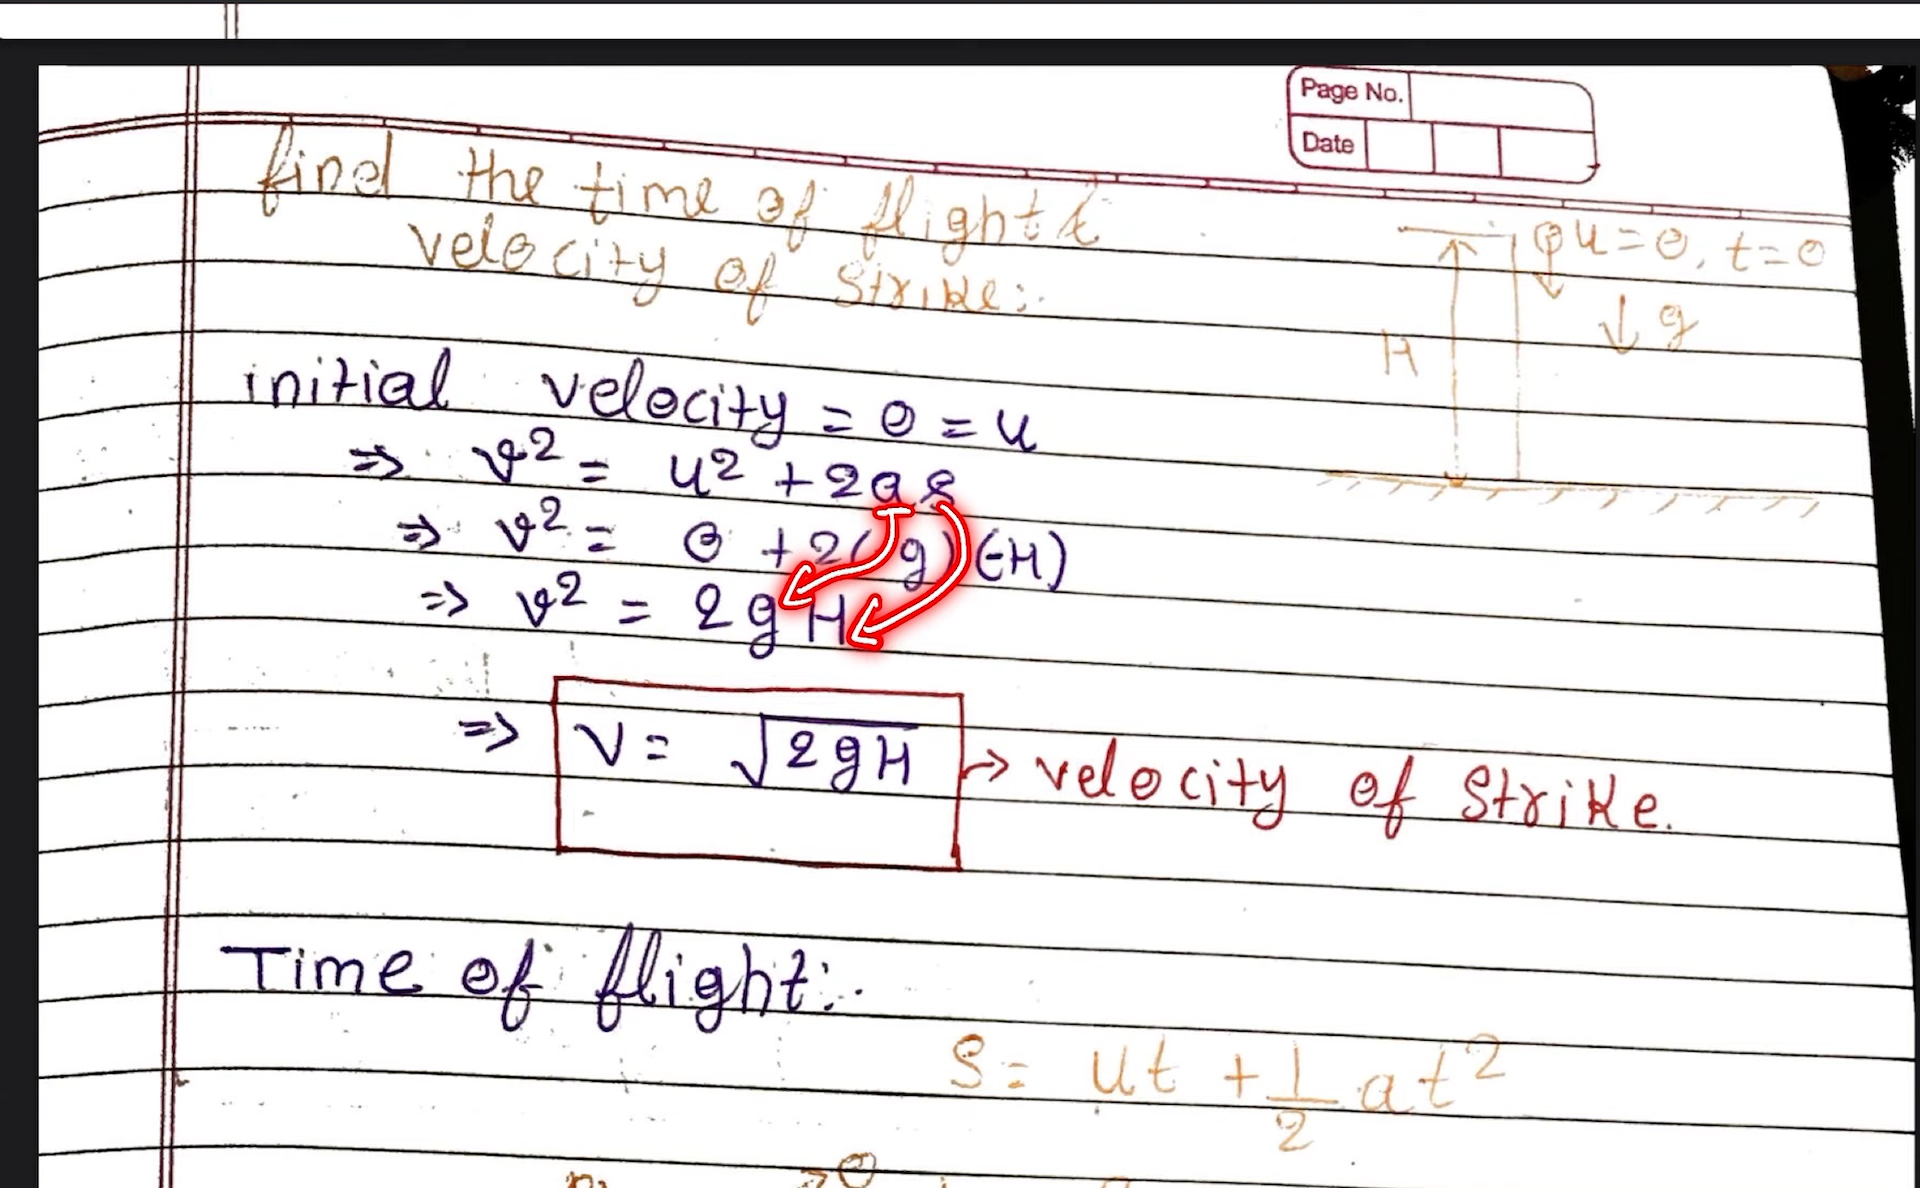 Page No.
Date
find the time of flight &
velocity of strike:
u=0, t=0
↓ g
H
initial velocity = 0 = u
⇒ v² = u² + 2as
⇒ v² = 0 + 2( g) (-H)
⇒ v² = 2gH
⇒ V = √2gH → velocity of strike.
Time of flight:
S = ut + 1/2 at²